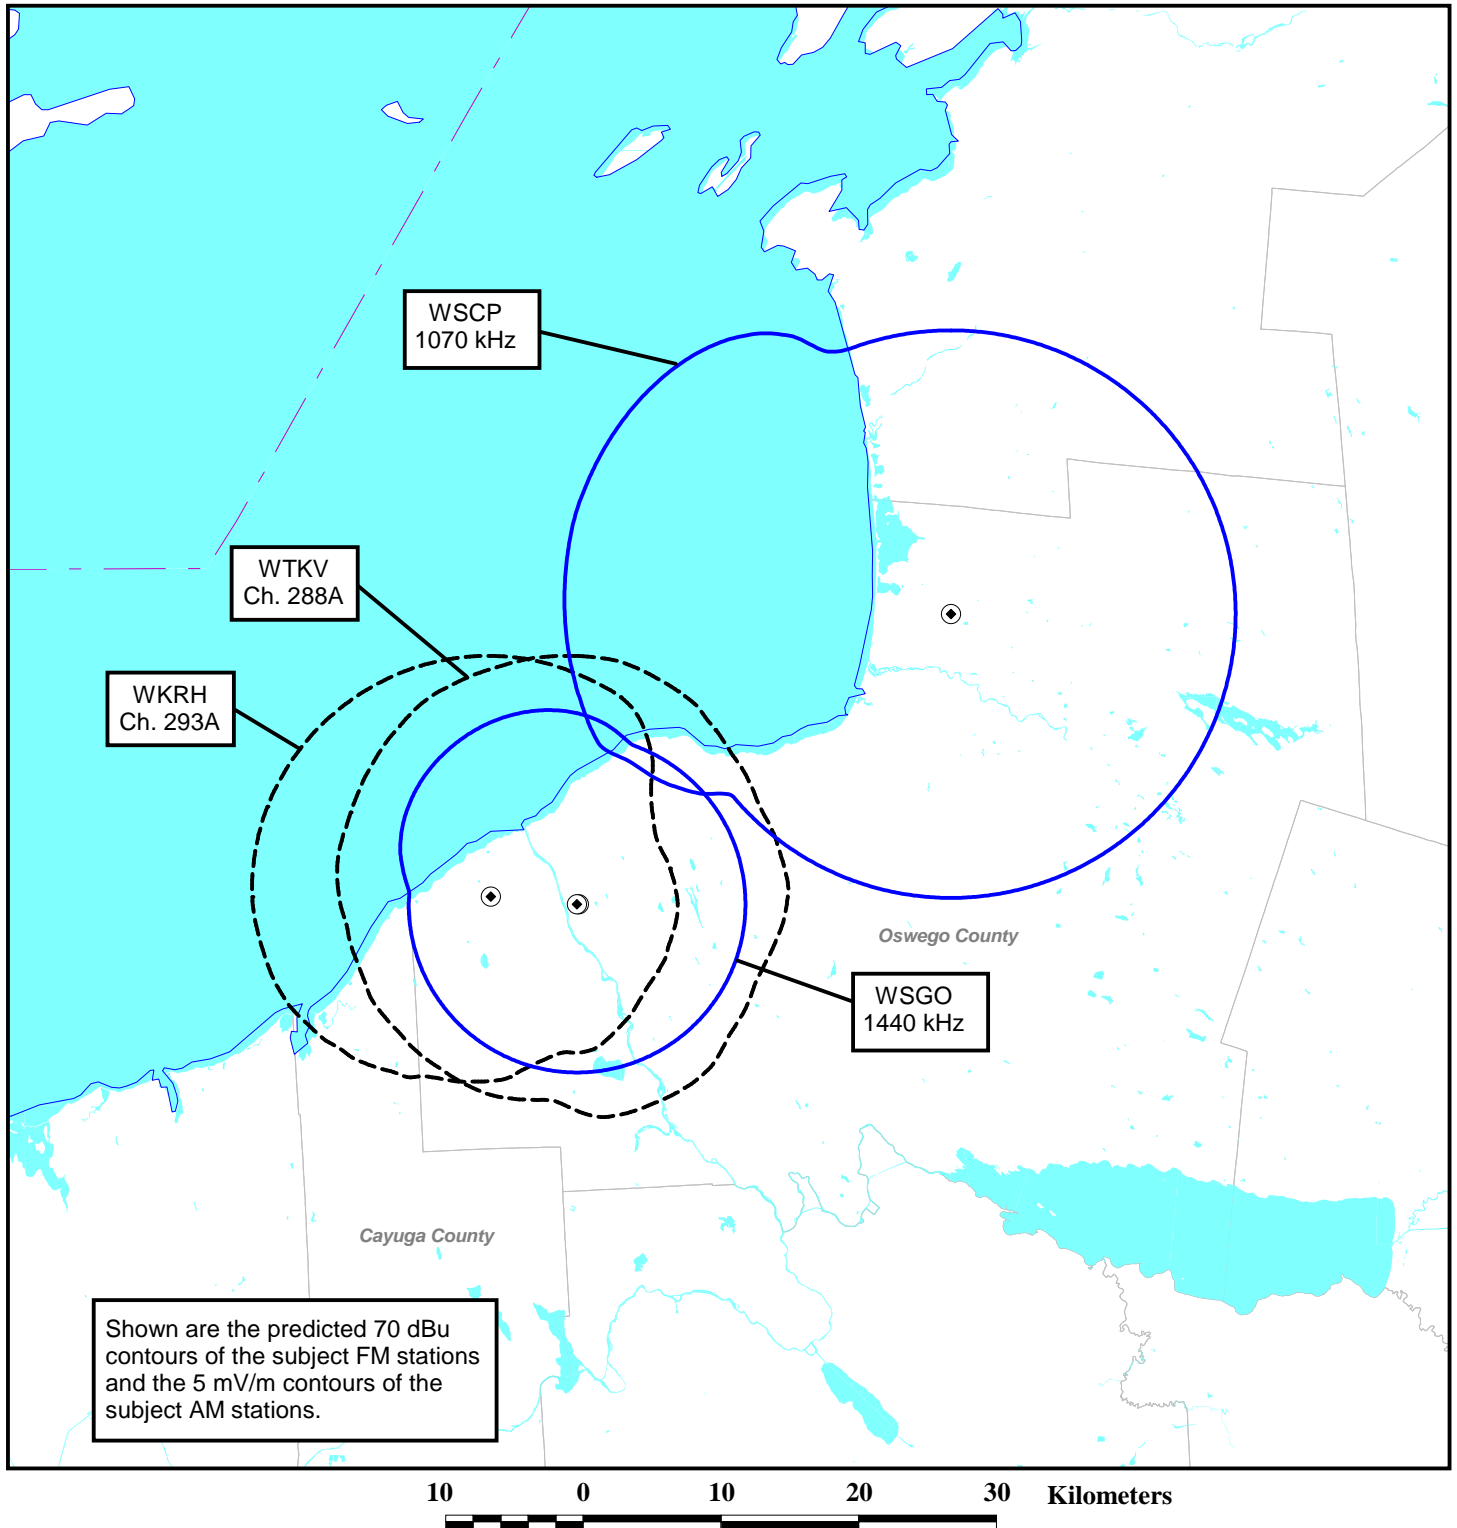 WSCP
1070 kHz
WTKV
Ch. 288A
WKRH
Ch. 293A
Oswego County
WSGO
1440 kHz
Cayuga County
Shown are the predicted 70 dBu
contours of the subject FM stations
and the 5 mV/m contours of the
subject AM stations.
10 0 10 20 30 Kilometers